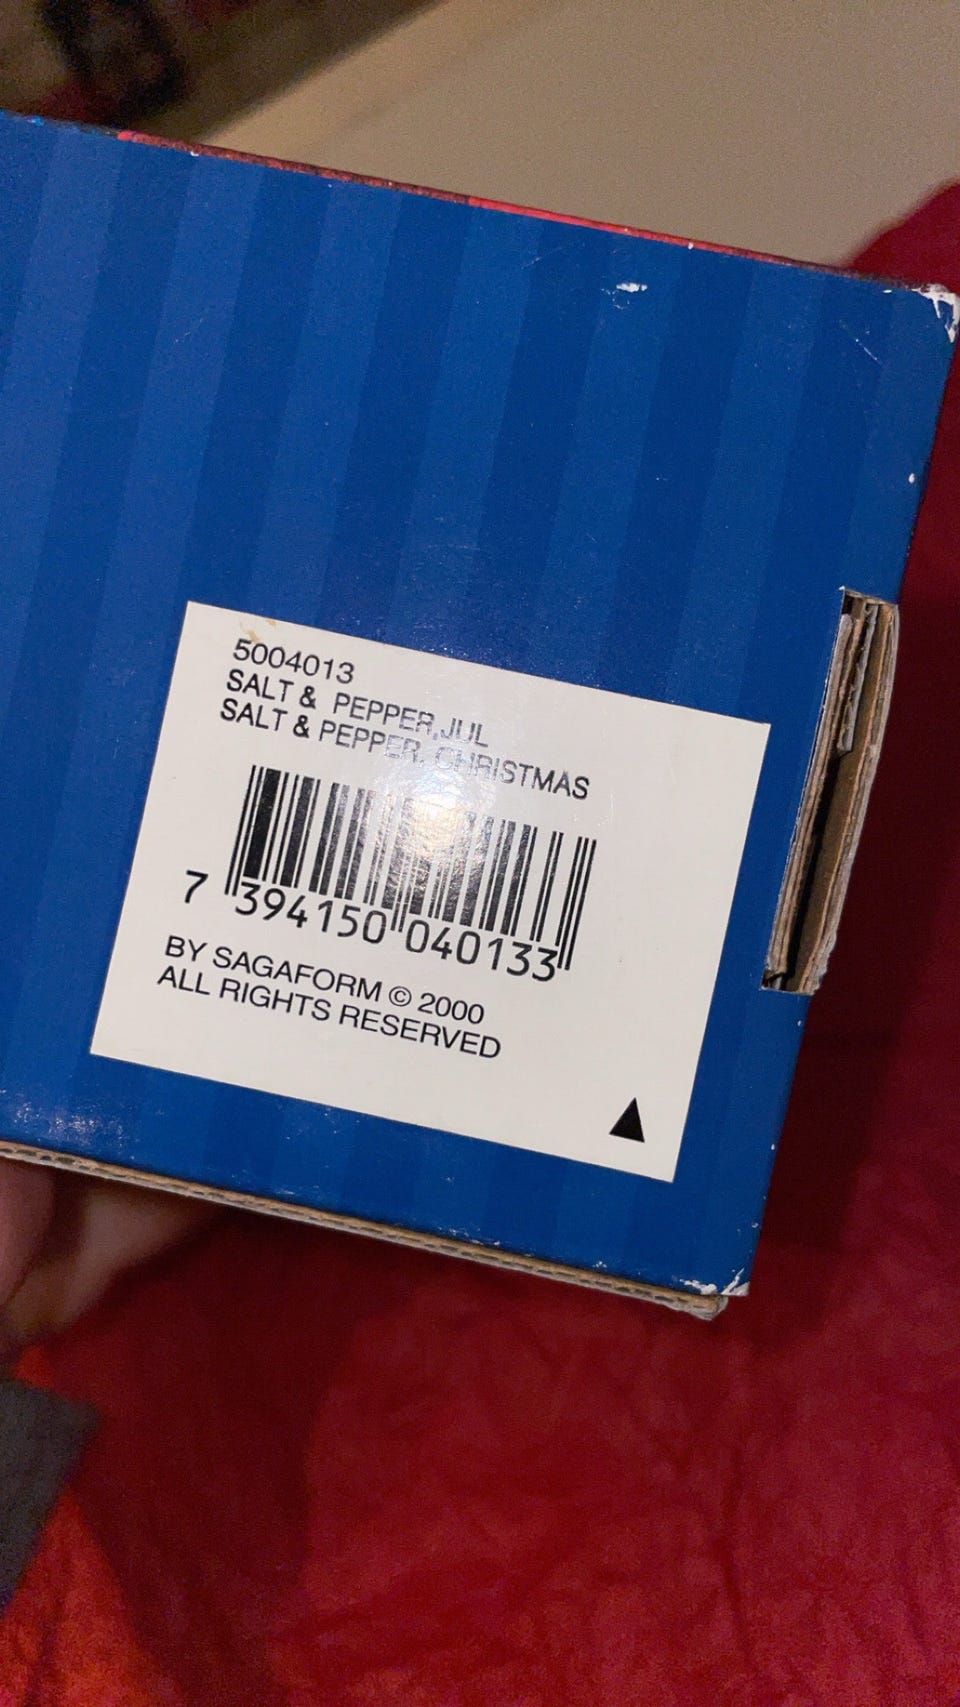 5004013
SALT & PEPPER, JUL
SALT & PEPPER, CHRISTMAS
7 394150 040133
BY SAGAFORM © 2000
ALL RIGHTS RESERVED